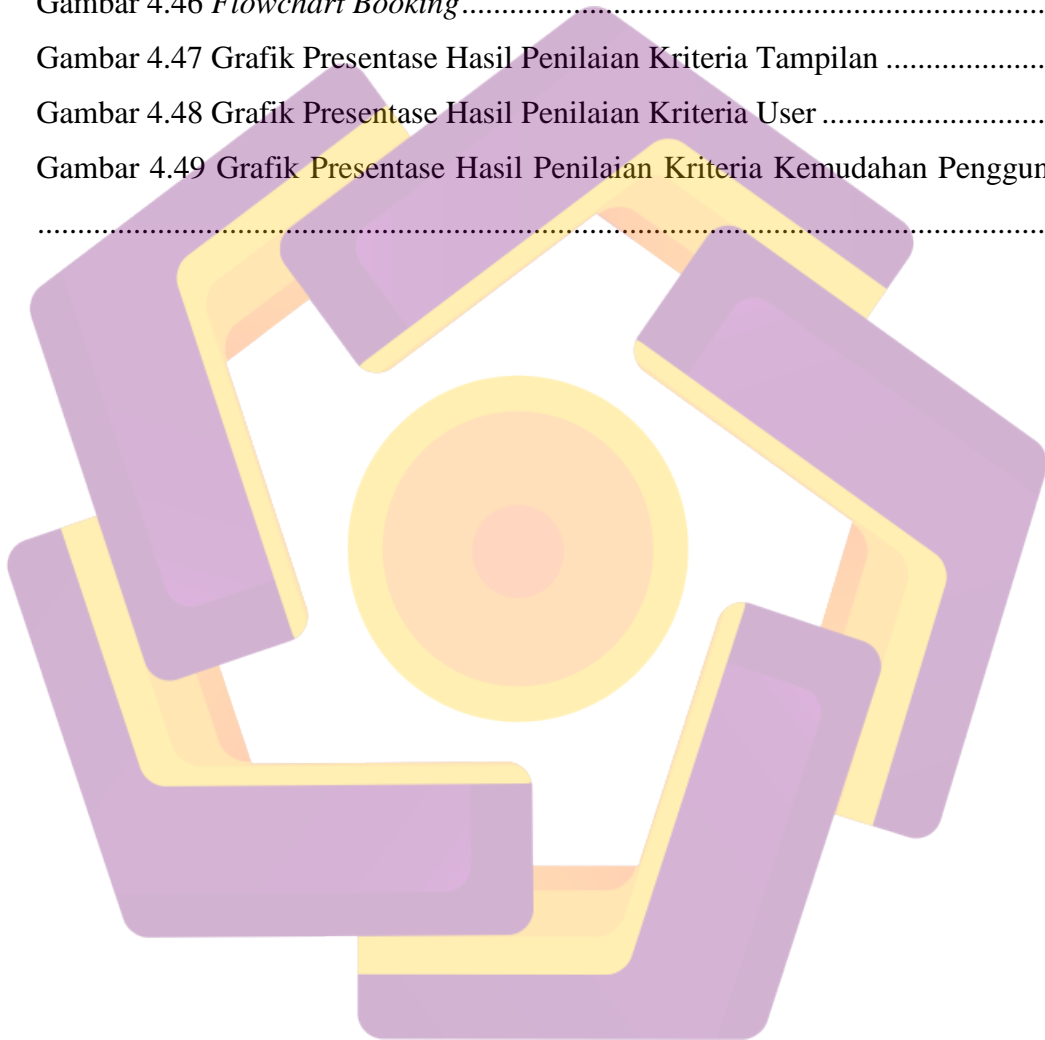 Gambar 4.46 Flowchart Booking..........................................................................
Gambar 4.47 Grafik Presentase Hasil Penilaian Kriteria Tampilan ....................
Gambar 4.48 Grafik Presentase Hasil Penilaian Kriteria User ............................
Gambar 4.49 Grafik Presentase Hasil Penilaian Kriteria Kemudahan Penggun
................................................................................................................................